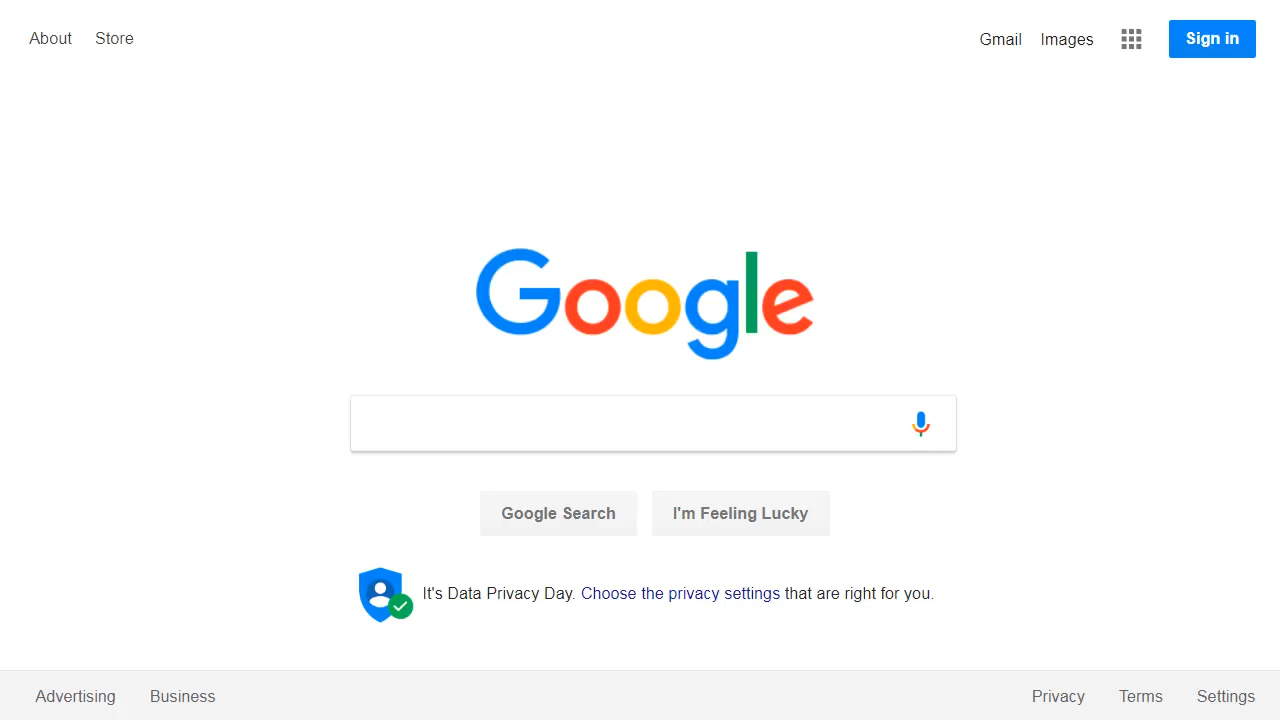 About Store Gmail Images Sign in
Google
Google Search I'm Feeling Lucky
It's Data Privacy Day. Choose the privacy settings that are right for you.
Advertising Business Privacy Terms Settings